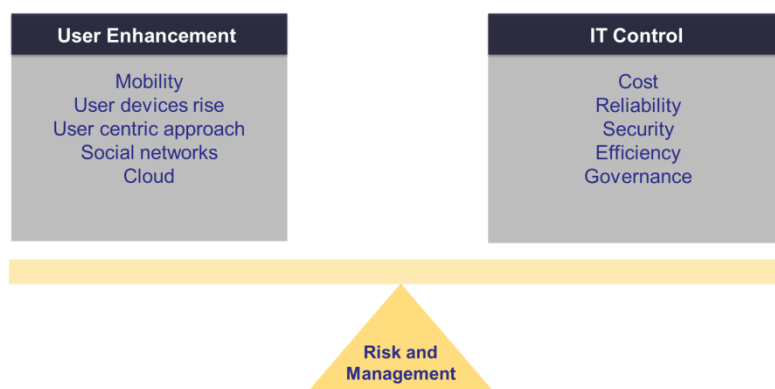 User Enhancement
Mobility
User devices rise
User centric approach
Social networks
Cloud
IT Control
Cost
Reliability
Security
Efficiency
Governance
Risk and
Management